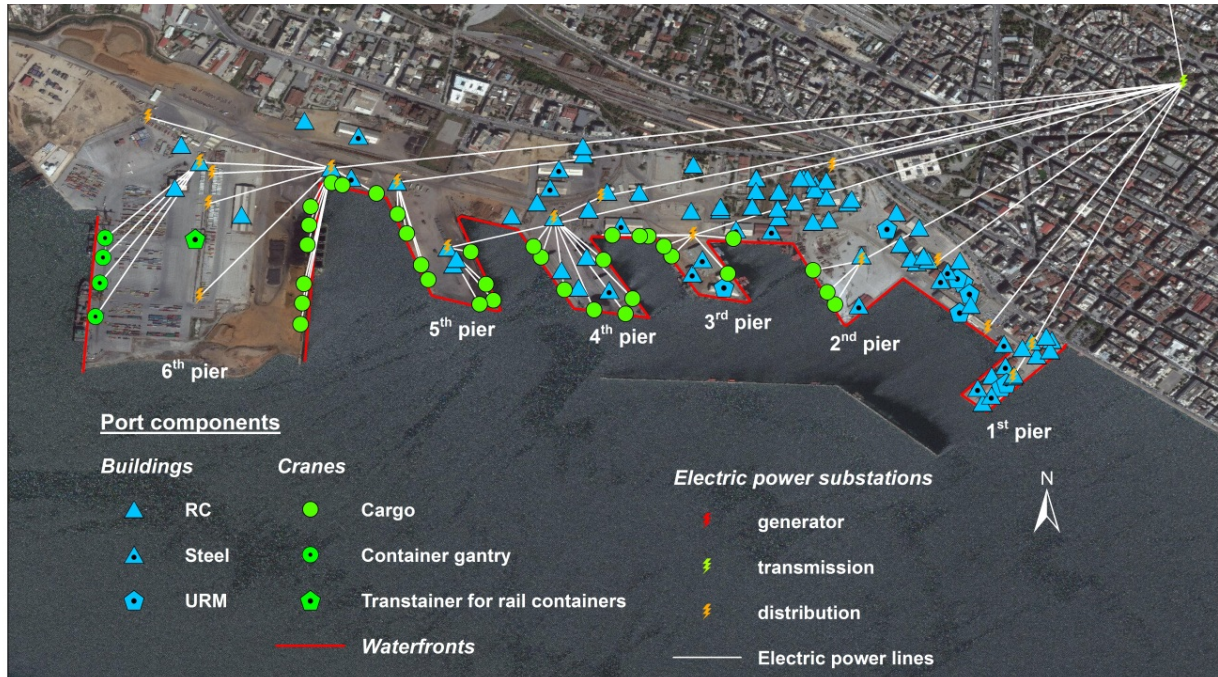 6th pier
5th pier
4th pier
3rd pier
2nd pier
1st pier
Port components
Buildings
RC
Steel
URM
Cranes
Cargo
Container gantry
Transtainer for rail containers
Waterfronts
Electric power substations
generator
transmission
distribution
Electric power lines
N